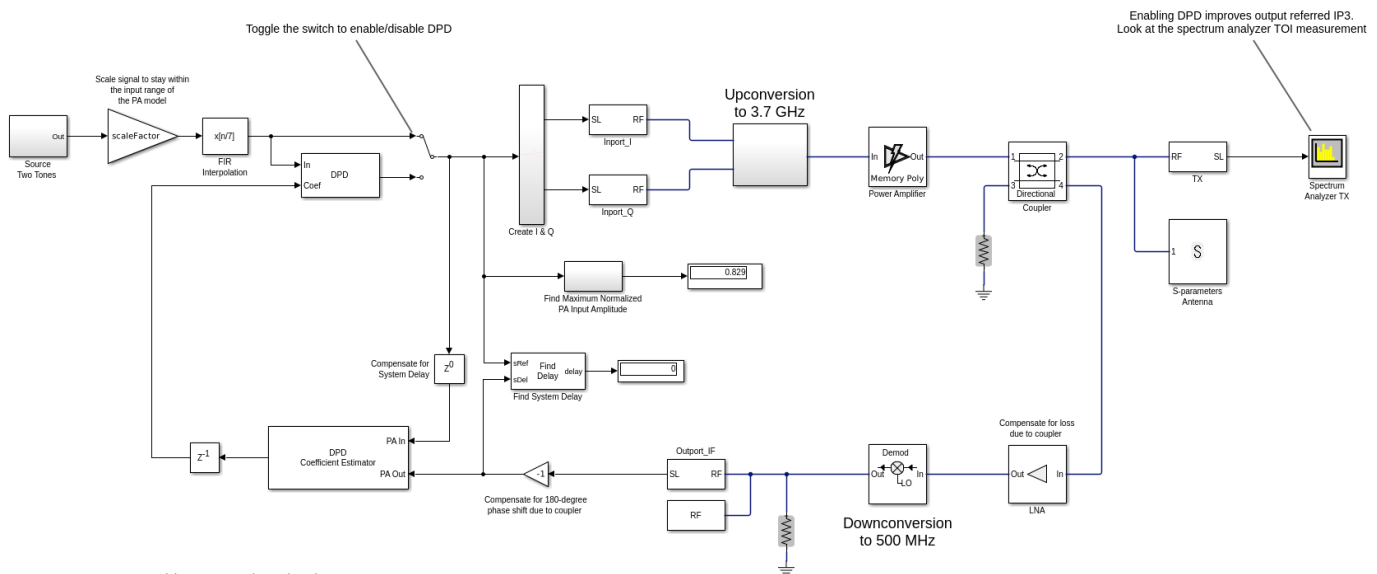 Toggle the switch to enable/disable DPD
Enabling DPD improves output referred IP3.
Look at the spectrum analyzer TOI measurement
Scale signal to stay within
the input range of
the PA model
Out
Source
Two Tones
scaleFactor
x[n/7]
FIR
Interpolation
In
Coef
DPD
Create I & Q
SL
RF
Inport_I
SL
RF
Inport_Q
Upconversion
to 3.7 GHz
In
Out
Memory Poly
Power Amplifier
1
2
3
4
Directional
Coupler
RF
SL
TX
Spectrum
Analyzer TX
1
S
S-parameters
Antenna
Find Maximum Normalized
PA Input Amplitude
0.829
Compensate for
System Delay
Z0
sRef
sDel
Find
Delay
delay
Find System Delay
0
Z-1
DPD
Coefficient Estimator
PA In
PA Out
-1
Compensate for 180-degree
phase shift due to coupler
Outport_IF
SL
RF
RF
Demod
Out
In
LO
Downconversion
to 500 MHz
Compensate for loss
due to coupler
Out
In
LNA